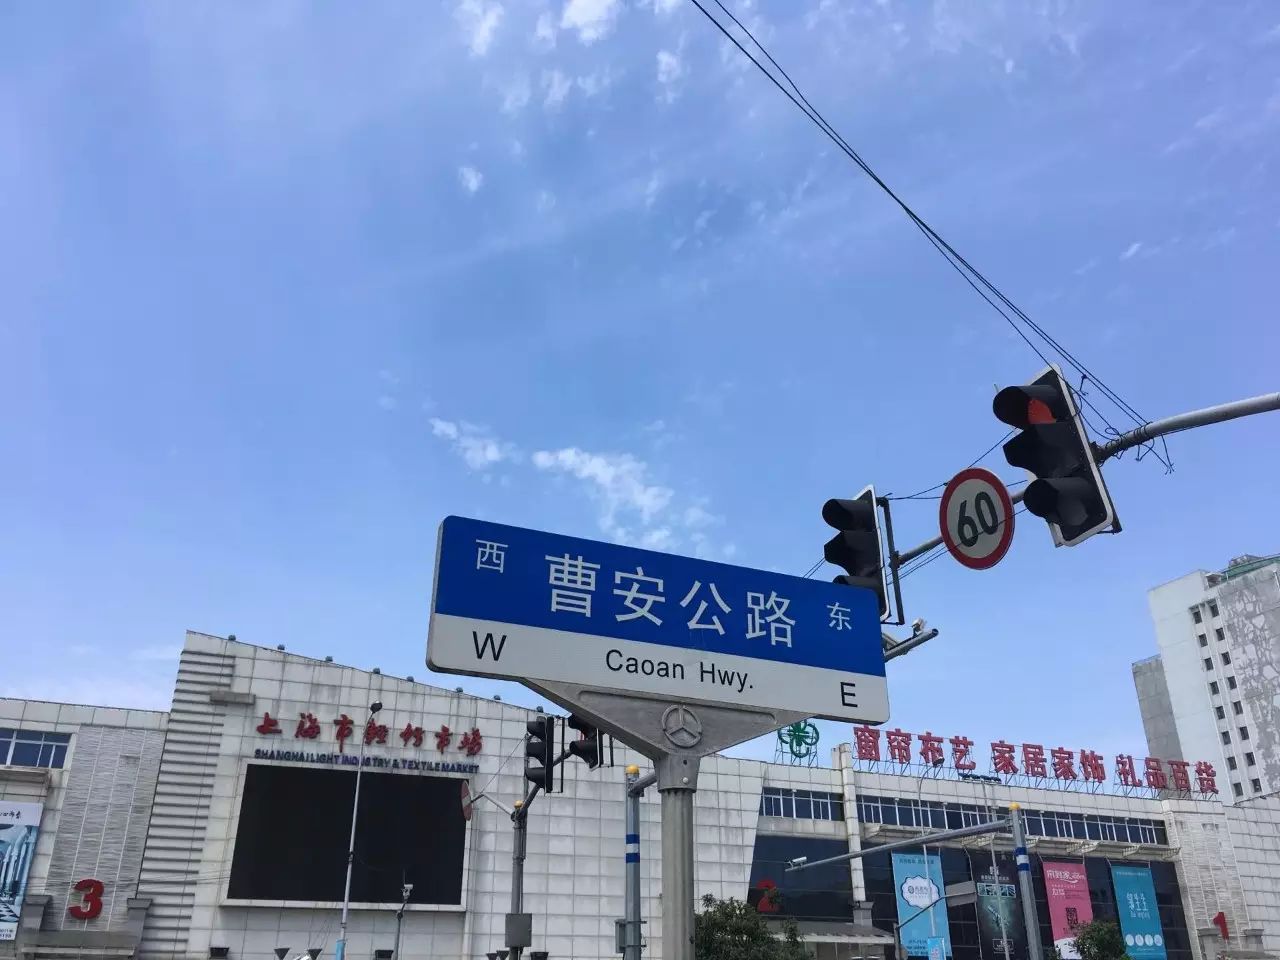 60
西 曹安公路 东
W Caoan Hwy. E
上海市轻纺市场
SHANGHAI LIGHT INDUSTRY & TEXTILE MARKET
窗帘布艺 家居家饰 礼品百货
3
2
1